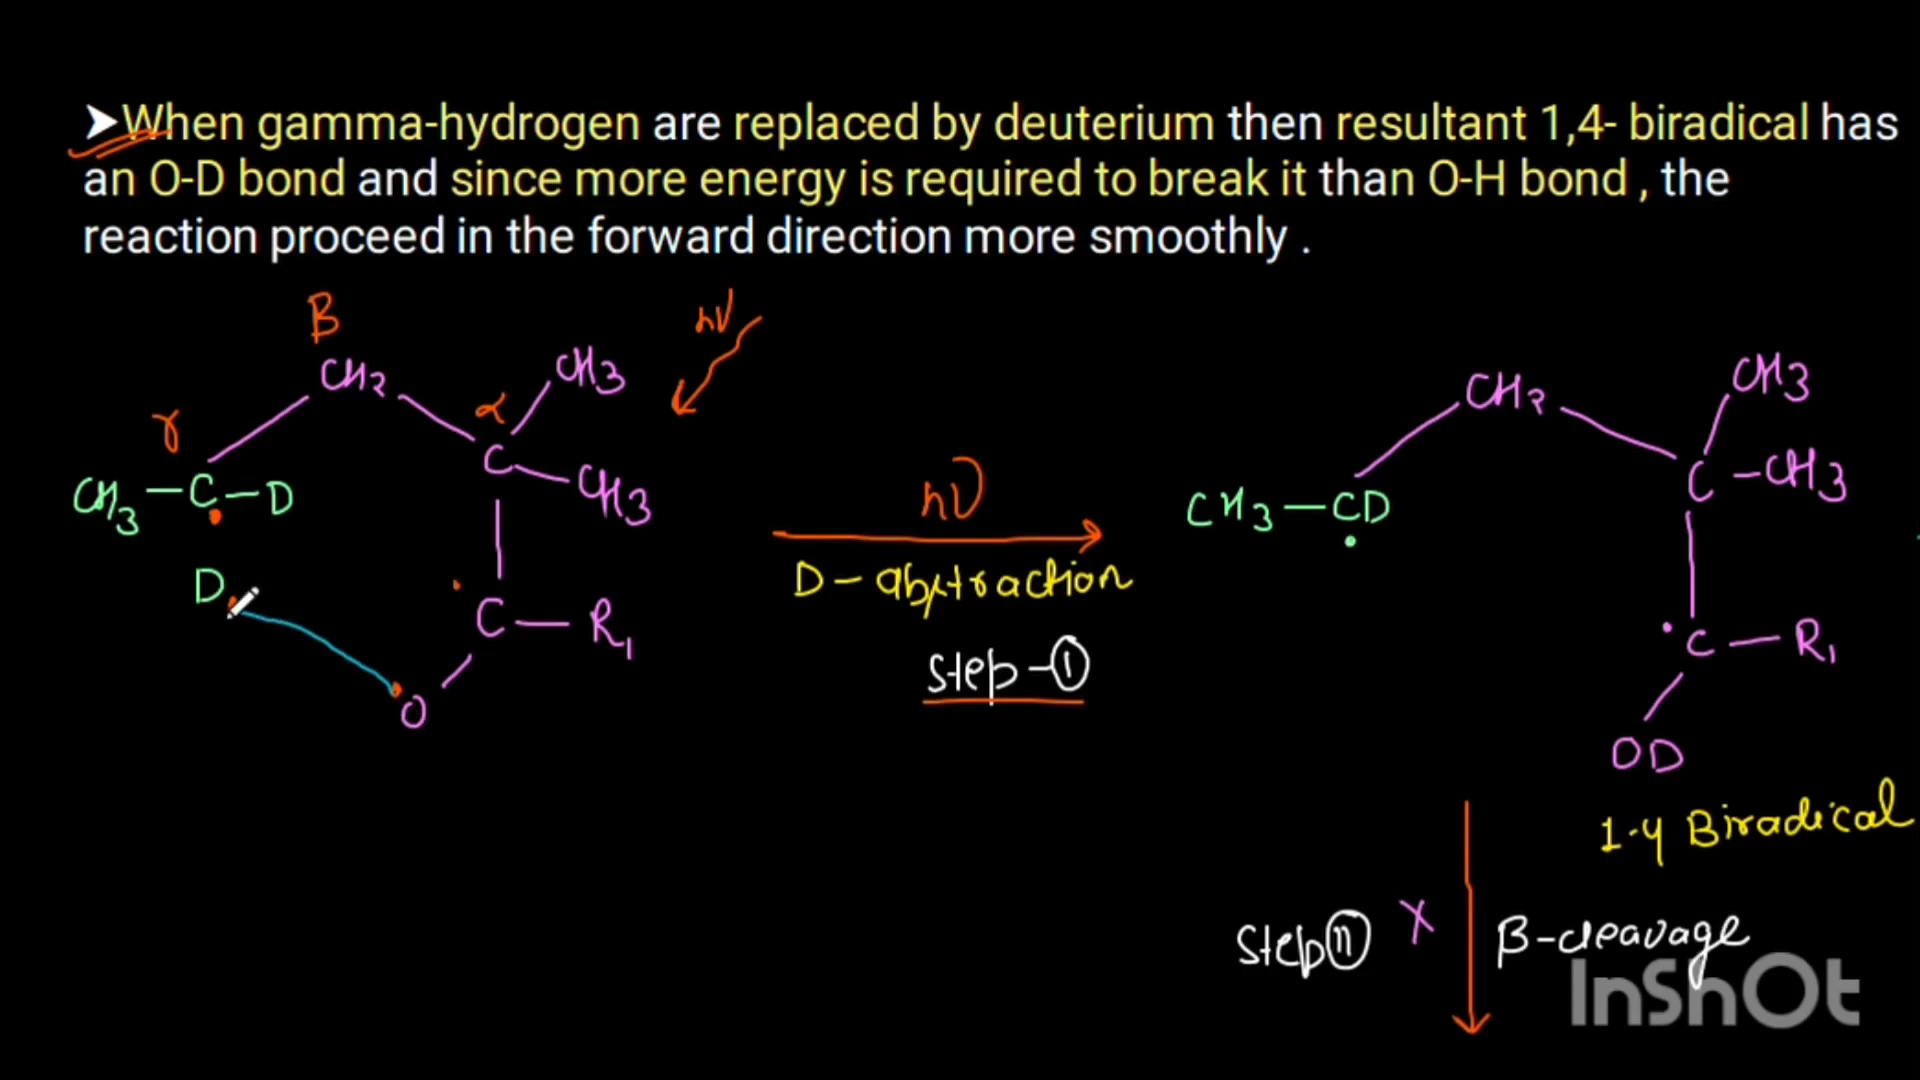 ➤When gamma-hydrogen are replaced by deuterium then resultant 1,4- biradical has
an O-D bond and since more energy is required to break it than O-H bond , the
reaction proceed in the forward direction more smoothly .
β
hν
CH2
CH3
α
γ
C
CH3
CH3-C-D
D
C-R1
O
hν
D-abstraction
Step-①
CH2
CH3
C-CH3
CH3-CD
C-R1
OD
1-4 Biradical
Step II
X
β-cleavage
InShOt